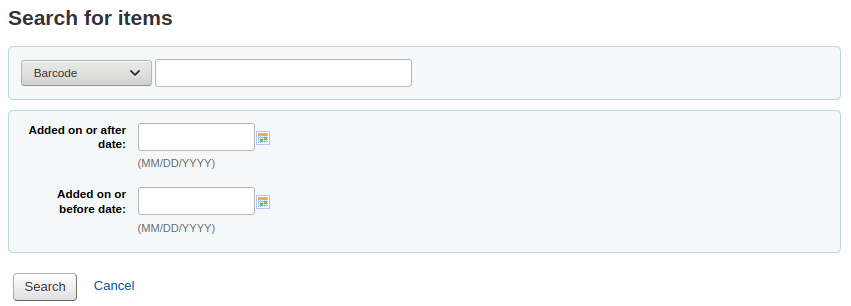 Search for items
Barcode
Added on or after
date:
(MM/DD/YYYY)
Added on or
before date:
(MM/DD/YYYY)
Search Cancel